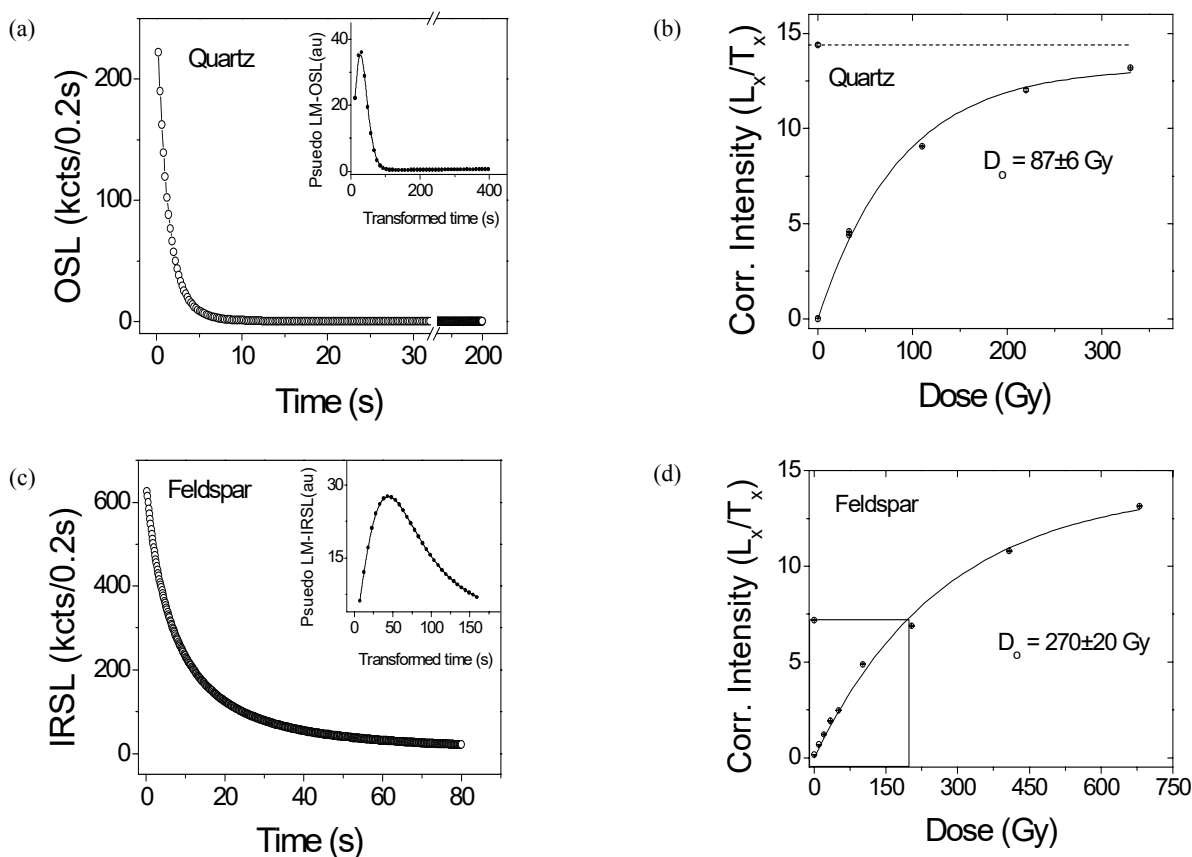 (a)
Quartz
OSL (kcts/0.2s)
200
100
0
0
10
20
30
200
Time (s)
Psuedo LM-OSL(au)
40
20
0
0
200
400
Transformed time (s)
(b)
Quartz
Corr. Intensity (Lₓ/Tₓ)
15
10
5
0
0
100
200
300
Dₒ = 87±6 Gy
Dose (Gy)
(c)
Feldspar
IRSL (kcts/0.2s)
600
400
200
0
0
20
40
60
80
Time (s)
Psuedo LM-IRSL(au)
30
15
0
50
100
150
Transformed time (s)
(d)
Feldspar
Corr. Intensity (Lₓ/Tₓ)
15
10
5
0
0
150
300
450
600
750
Dₒ = 270±20 Gy
Dose (Gy)